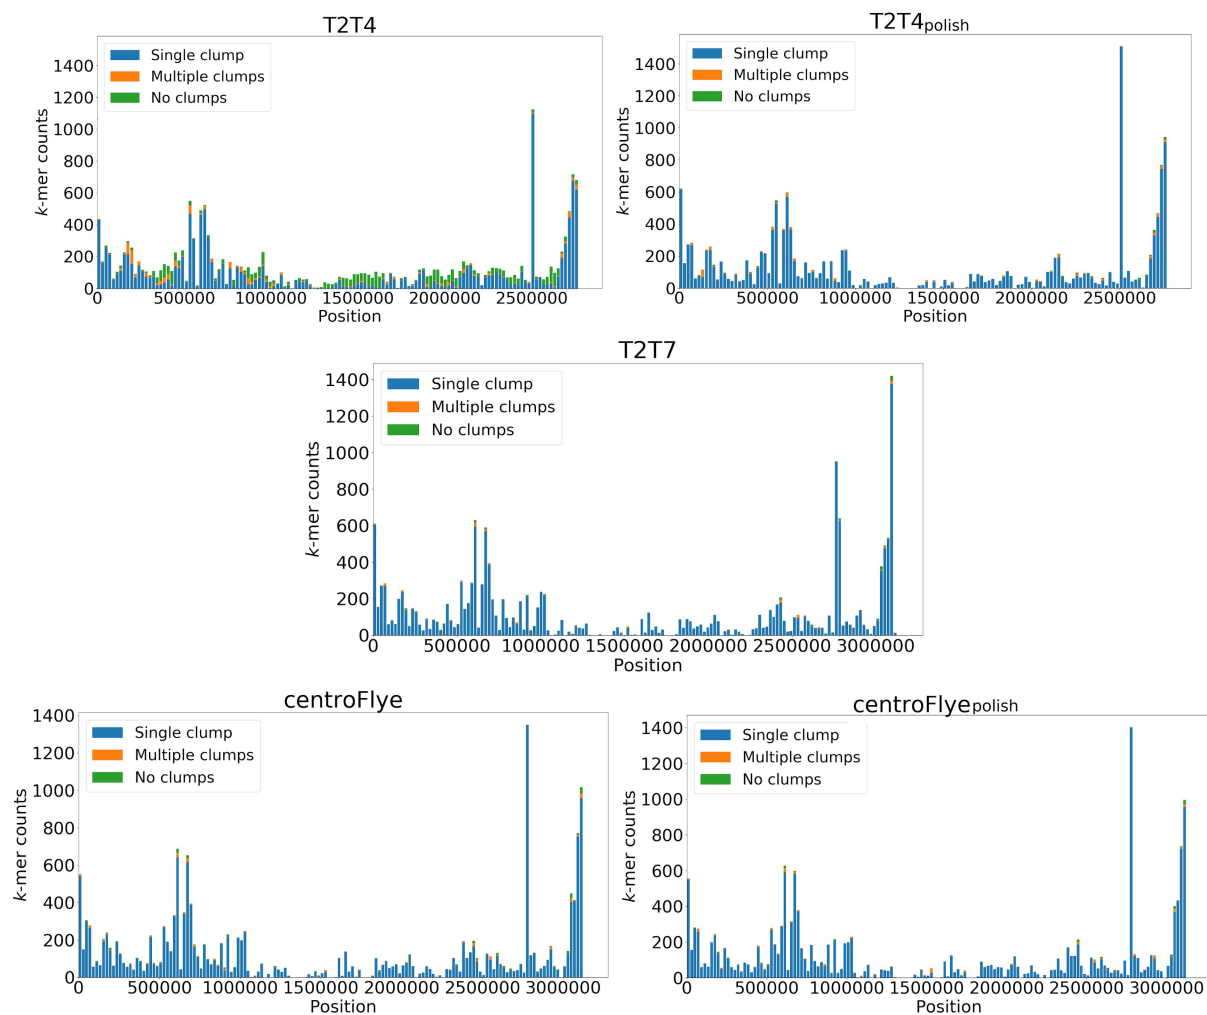 T2T4
Single clump
Multiple clumps
No clumps
k-mer counts
1400
1200
1000
800
600
400
200
0
0 500000 1000000 1500000 2000000 2500000
Position
T2T4polish
Single clump
Multiple clumps
No clumps
k-mer counts
1400
1200
1000
800
600
400
200
0
0 500000 1000000 1500000 2000000 2500000
Position
T2T7
Single clump
Multiple clumps
No clumps
k-mer counts
1400
1200
1000
800
600
400
200
0
0 500000 1000000 1500000 2000000 2500000 3000000
Position
centroFlye
Single clump
Multiple clumps
No clumps
k-mer counts
1400
1200
1000
800
600
400
200
0
0 500000 1000000 1500000 2000000 2500000 3000000
Position
centroFlyepolish
Single clump
Multiple clumps
No clumps
k-mer counts
1400
1200
1000
800
600
400
200
0
0 500000 1000000 1500000 2000000 2500000 3000000
Position